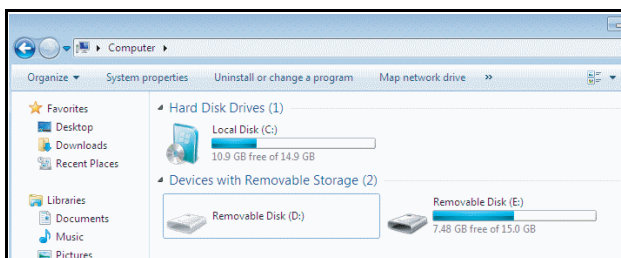 Computer
Organize System properties Uninstall or change a program Map network drive »
Favorites
Desktop
Downloads
Recent Places
Libraries
Documents
Music
Pictures
Hard Disk Drives (1)
Local Disk (C:)
10.9 GB free of 14.9 GB
Devices with Removable Storage (2)
Removable Disk (D:)
Removable Disk (E:)
7.48 GB free of 15.0 GB